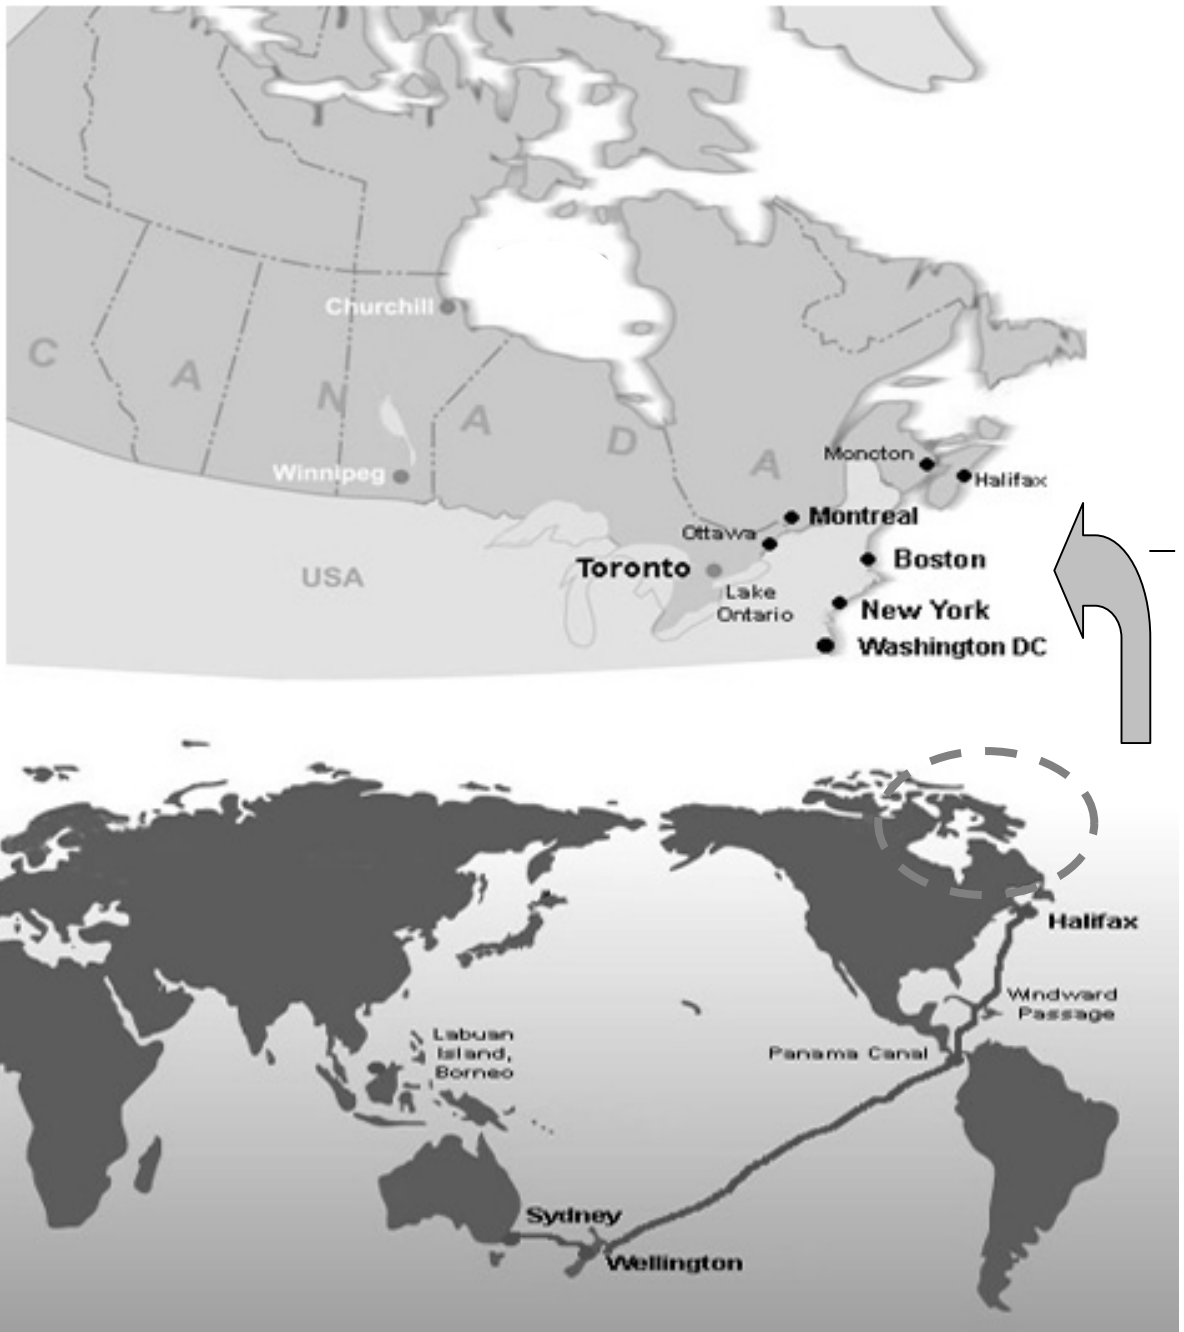 Churchill
C A N A D A
Winnipeg
Moncton
Halifax
Montreal
Ottawa
Toronto
Boston
USA
Lake
Ontario
New York
Washington DC
Halifax
Windward
Passage
Labuan
Island,
Borneo
Panama Canal
Sydney
Wellington